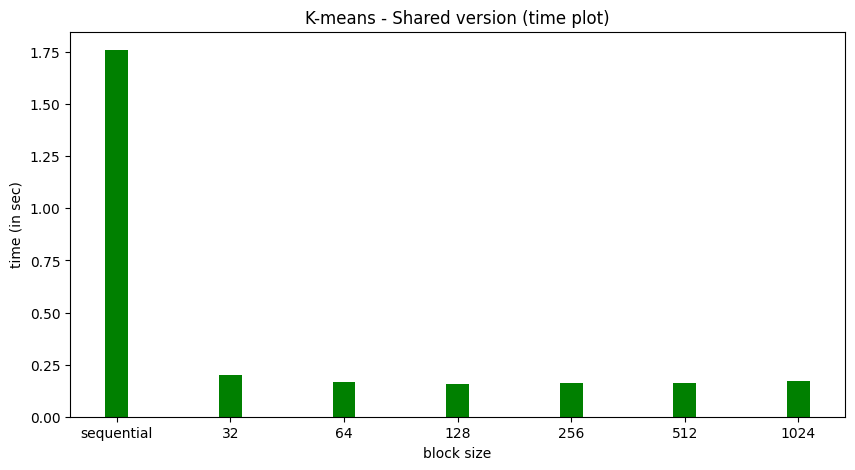 K-means - Shared version (time plot)
time (in sec)
1.75
1.50
1.25
1.00
0.75
0.50
0.25
0.00
sequential 32 64 128 256 512 1024
block size